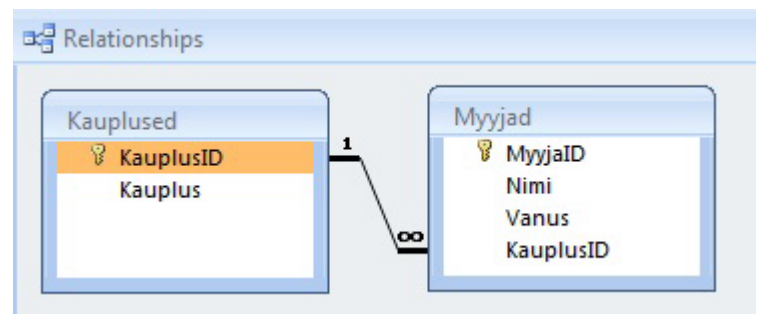 Relationships
Kauplused
KauplusID
Kauplus
1
∞
Myyjad
MyyjaID
Nimi
Vanus
KauplusID